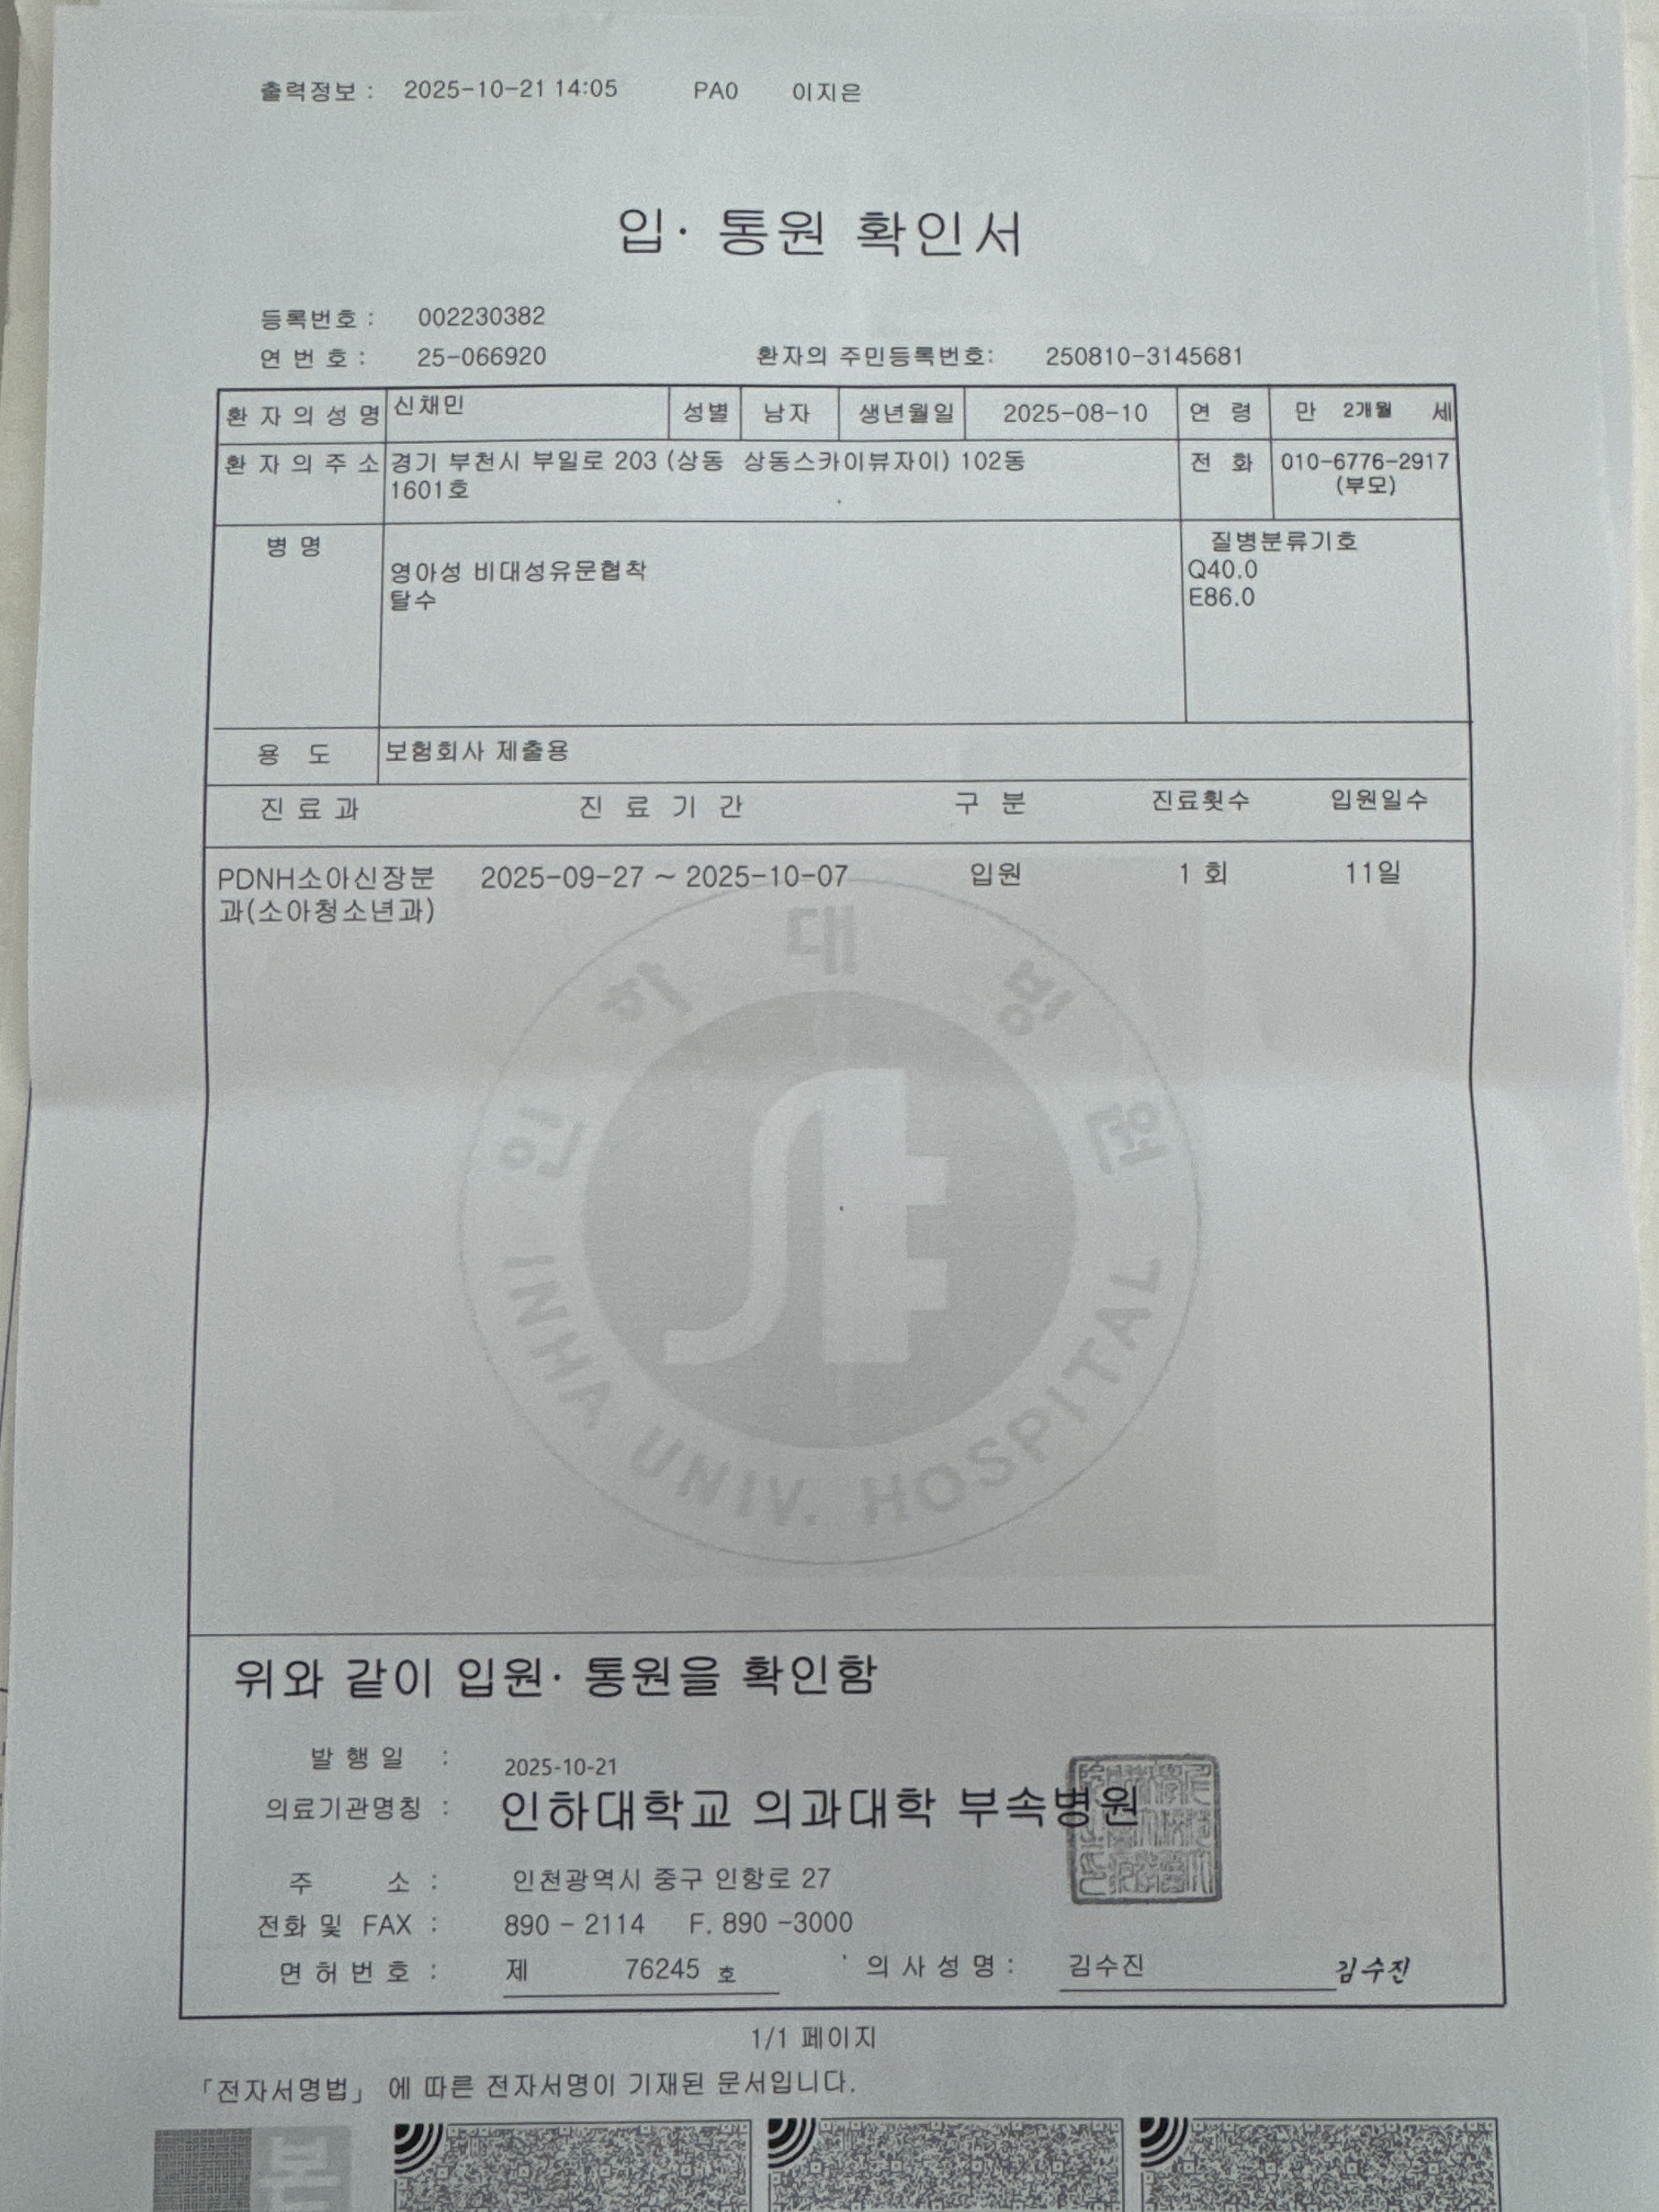 출력정보 : 2025-10-21 14:05 PA0 이지은
입· 통원 확인서
등록번호 : 002230382
연 번 호 : 25-066920 환자의 주민등록번호: 250810-3145681
환 자 의 성 명 신채민 성별 남자 생년월일 2025-08-10 연 령 만 2개월 세
환 자 의 주 소 경기 부천시 부일로 203 (상동 상동스카이뷰자이) 102동 전 화 010-6776-2917
1601호 (부모)
병 명 질병분류기호
영아성 비대성유문협착 Q40.0
탈수 E86.0
용 도 보험회사 제출용
진 료 과 진 료 기 간 구 분 진료횟수 입원일수
PDNH소아신장분 2025-09-27 ~ 2025-10-07 입원 1 회 11일
과(소아청소년과)
인하대병원
INHA UNIV. HOSPITAL
위와 같이 입원· 통원을 확인함
발 행 일 : 2025-10-21
의료기관명칭 : 인하대학교 의과대학 부속병원
주 소 : 인천광역시 중구 인항로 27
전화 및 FAX : 890 - 2114 F. 890 -3000
면 허 번 호 : 제 76245 호 의 사 성 명 : 김수진 김수진
1/1 페이지
「전자서명법」 에 따른 전자서명이 기재된 문서입니다.
본